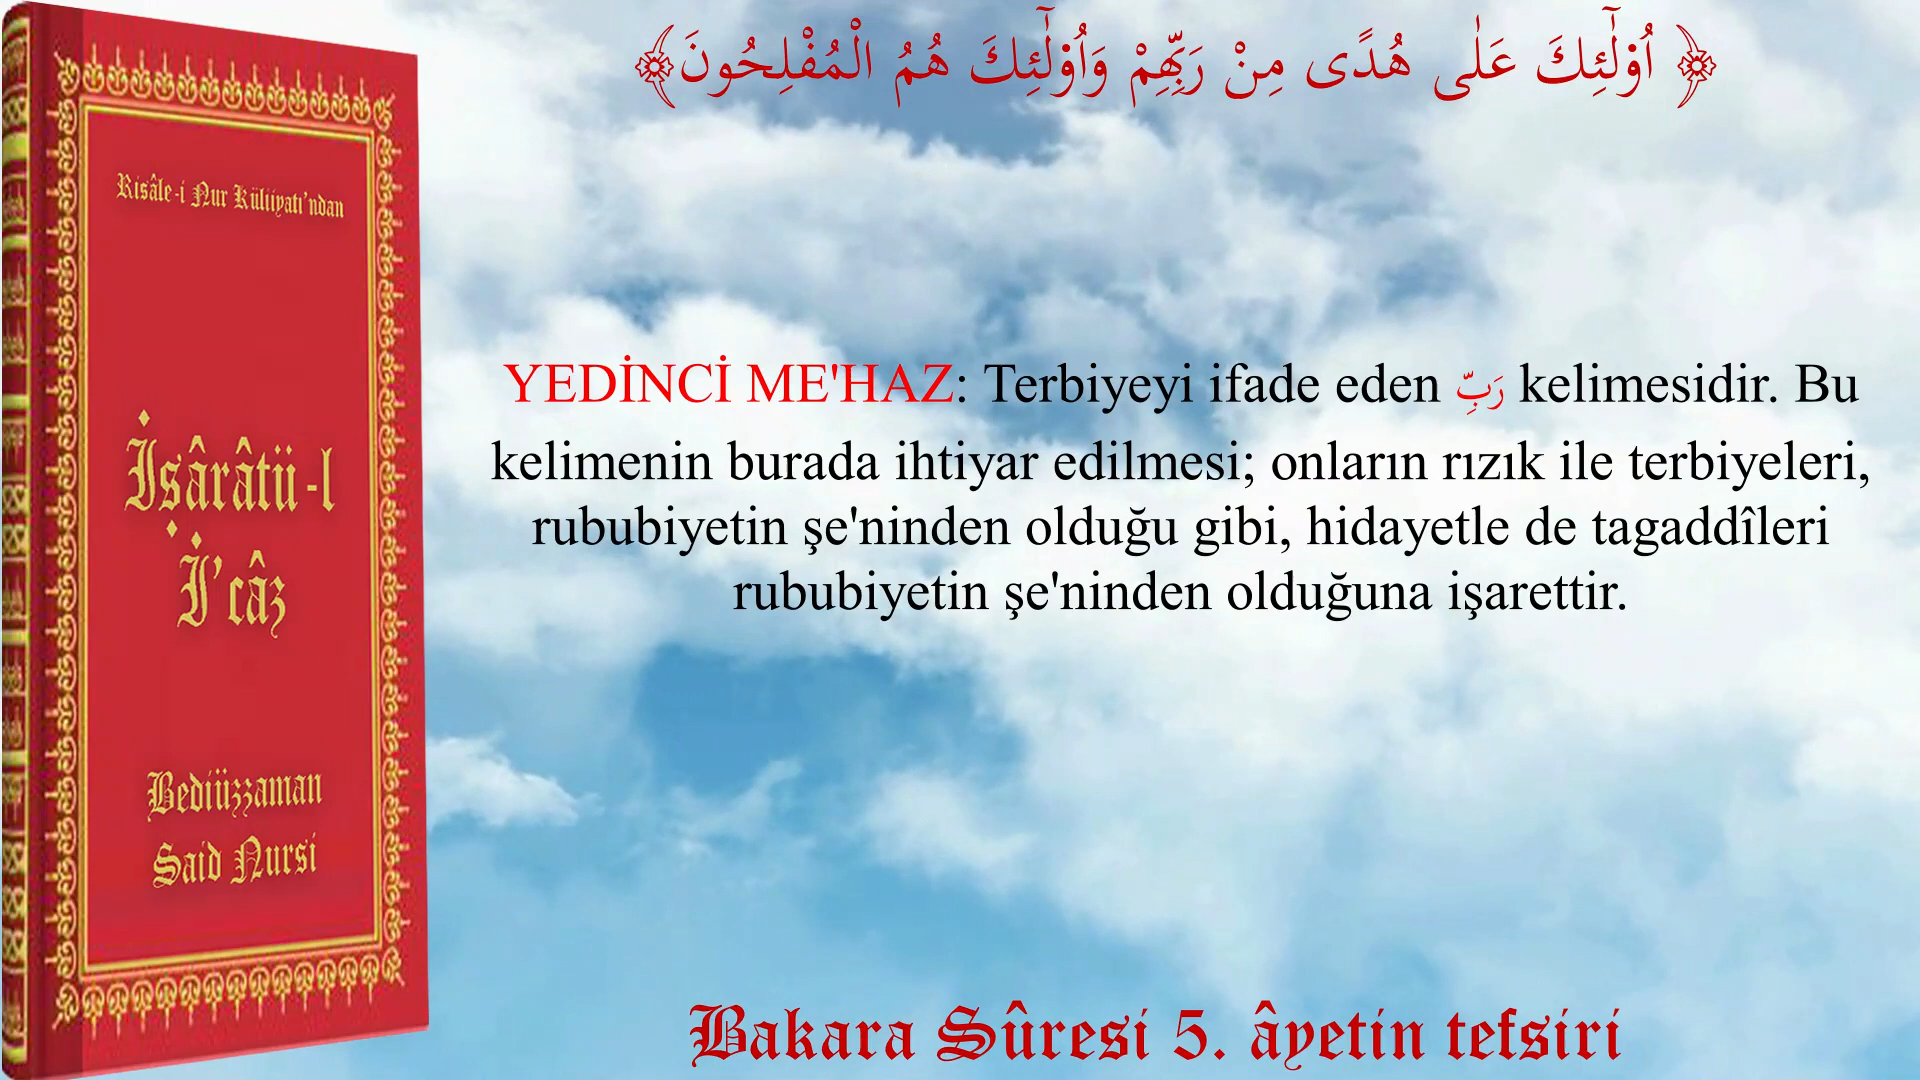 ﴿ اُو۬لٰٓئِكَ عَلٰى هُدًى مِنْ رَبِّهِمْ وَاُو۬لٰٓئِكَ هُمُ الْمُفْلِحُونَ﴾
Risâle-i Nur Külliyatı'ndan
İşârâtü-l
İ'câz
Bediüzzaman
Said Nursi
YEDİNCİ ME'HAZ: Terbiyeyi ifade eden رَبِّ kelimesidir. Bu
kelimenin burada ihtiyar edilmesi; onların rızık ile terbiyeleri,
rububiyetin şe'ninden olduğu gibi, hidayetle de tagaddîleri
rububiyetin şe'ninden olduğuna işarettir.
Bakara Sûresi 5. âyetin tefsiri